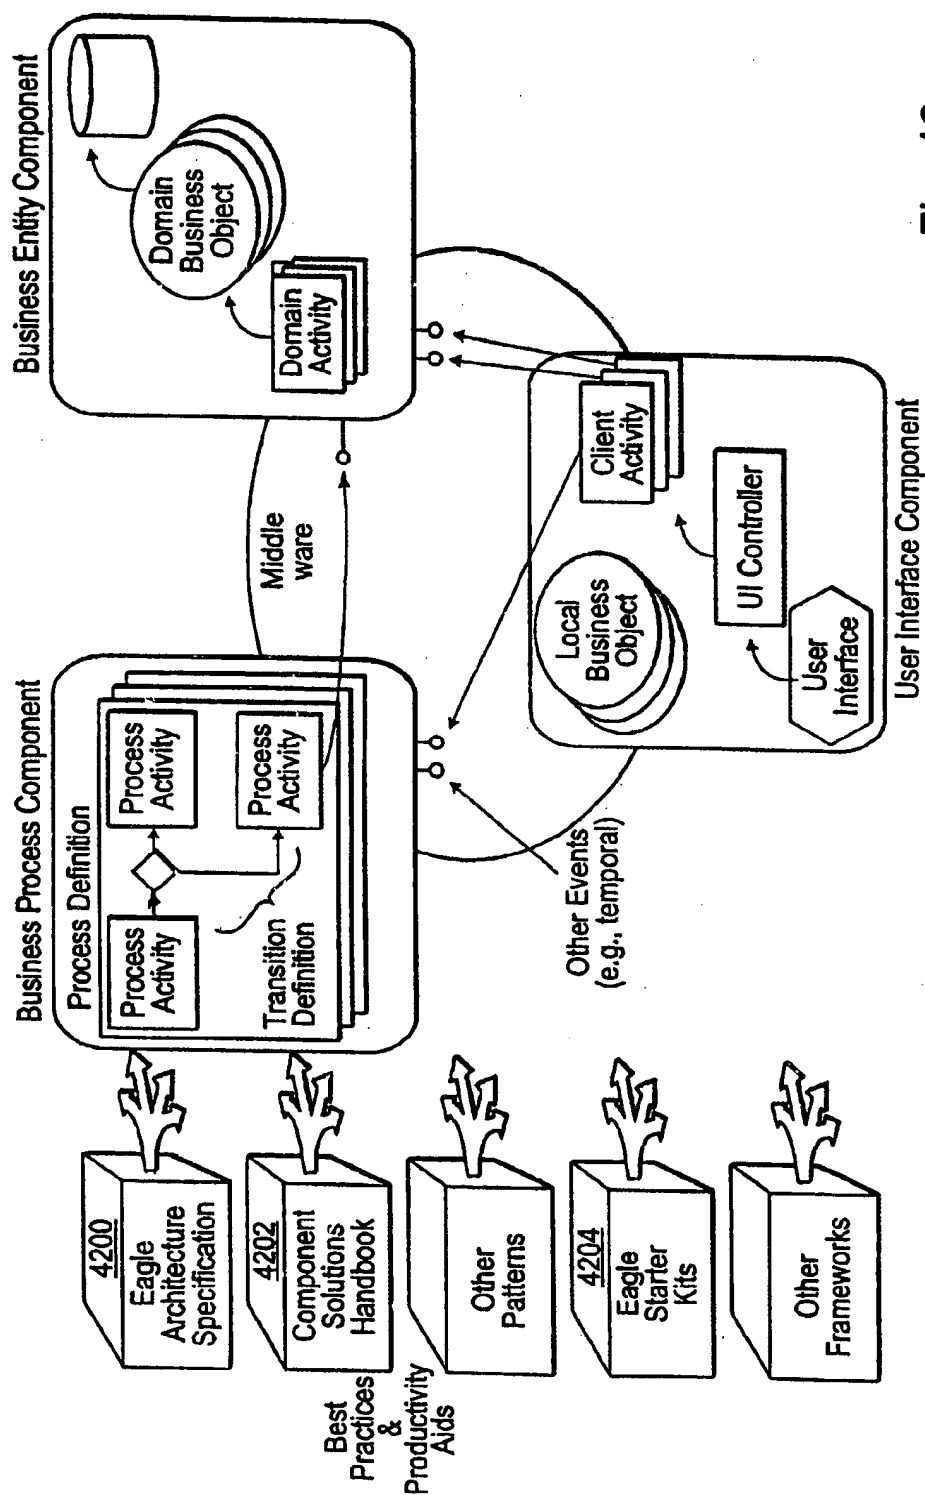 Business Process Component
Process Definition
Process
Activity
Process
Activity
Process
Activity
Transition
Definition
Middle
ware
Business Entity Component
Domain
Business
Object
Domain
Activity
Other Events
(e.g., temporal)
Local
Business
Object
Client
Activity
UI Controller
User
Interface
User Interface Component
4200
Eagle
Architecture
Specification
4202
Component
Solutions
Handbook
Other
Patterns
4204
Eagle
Starter
Kits
Other
Frameworks
Best
Practices
&
Productivity
Aids